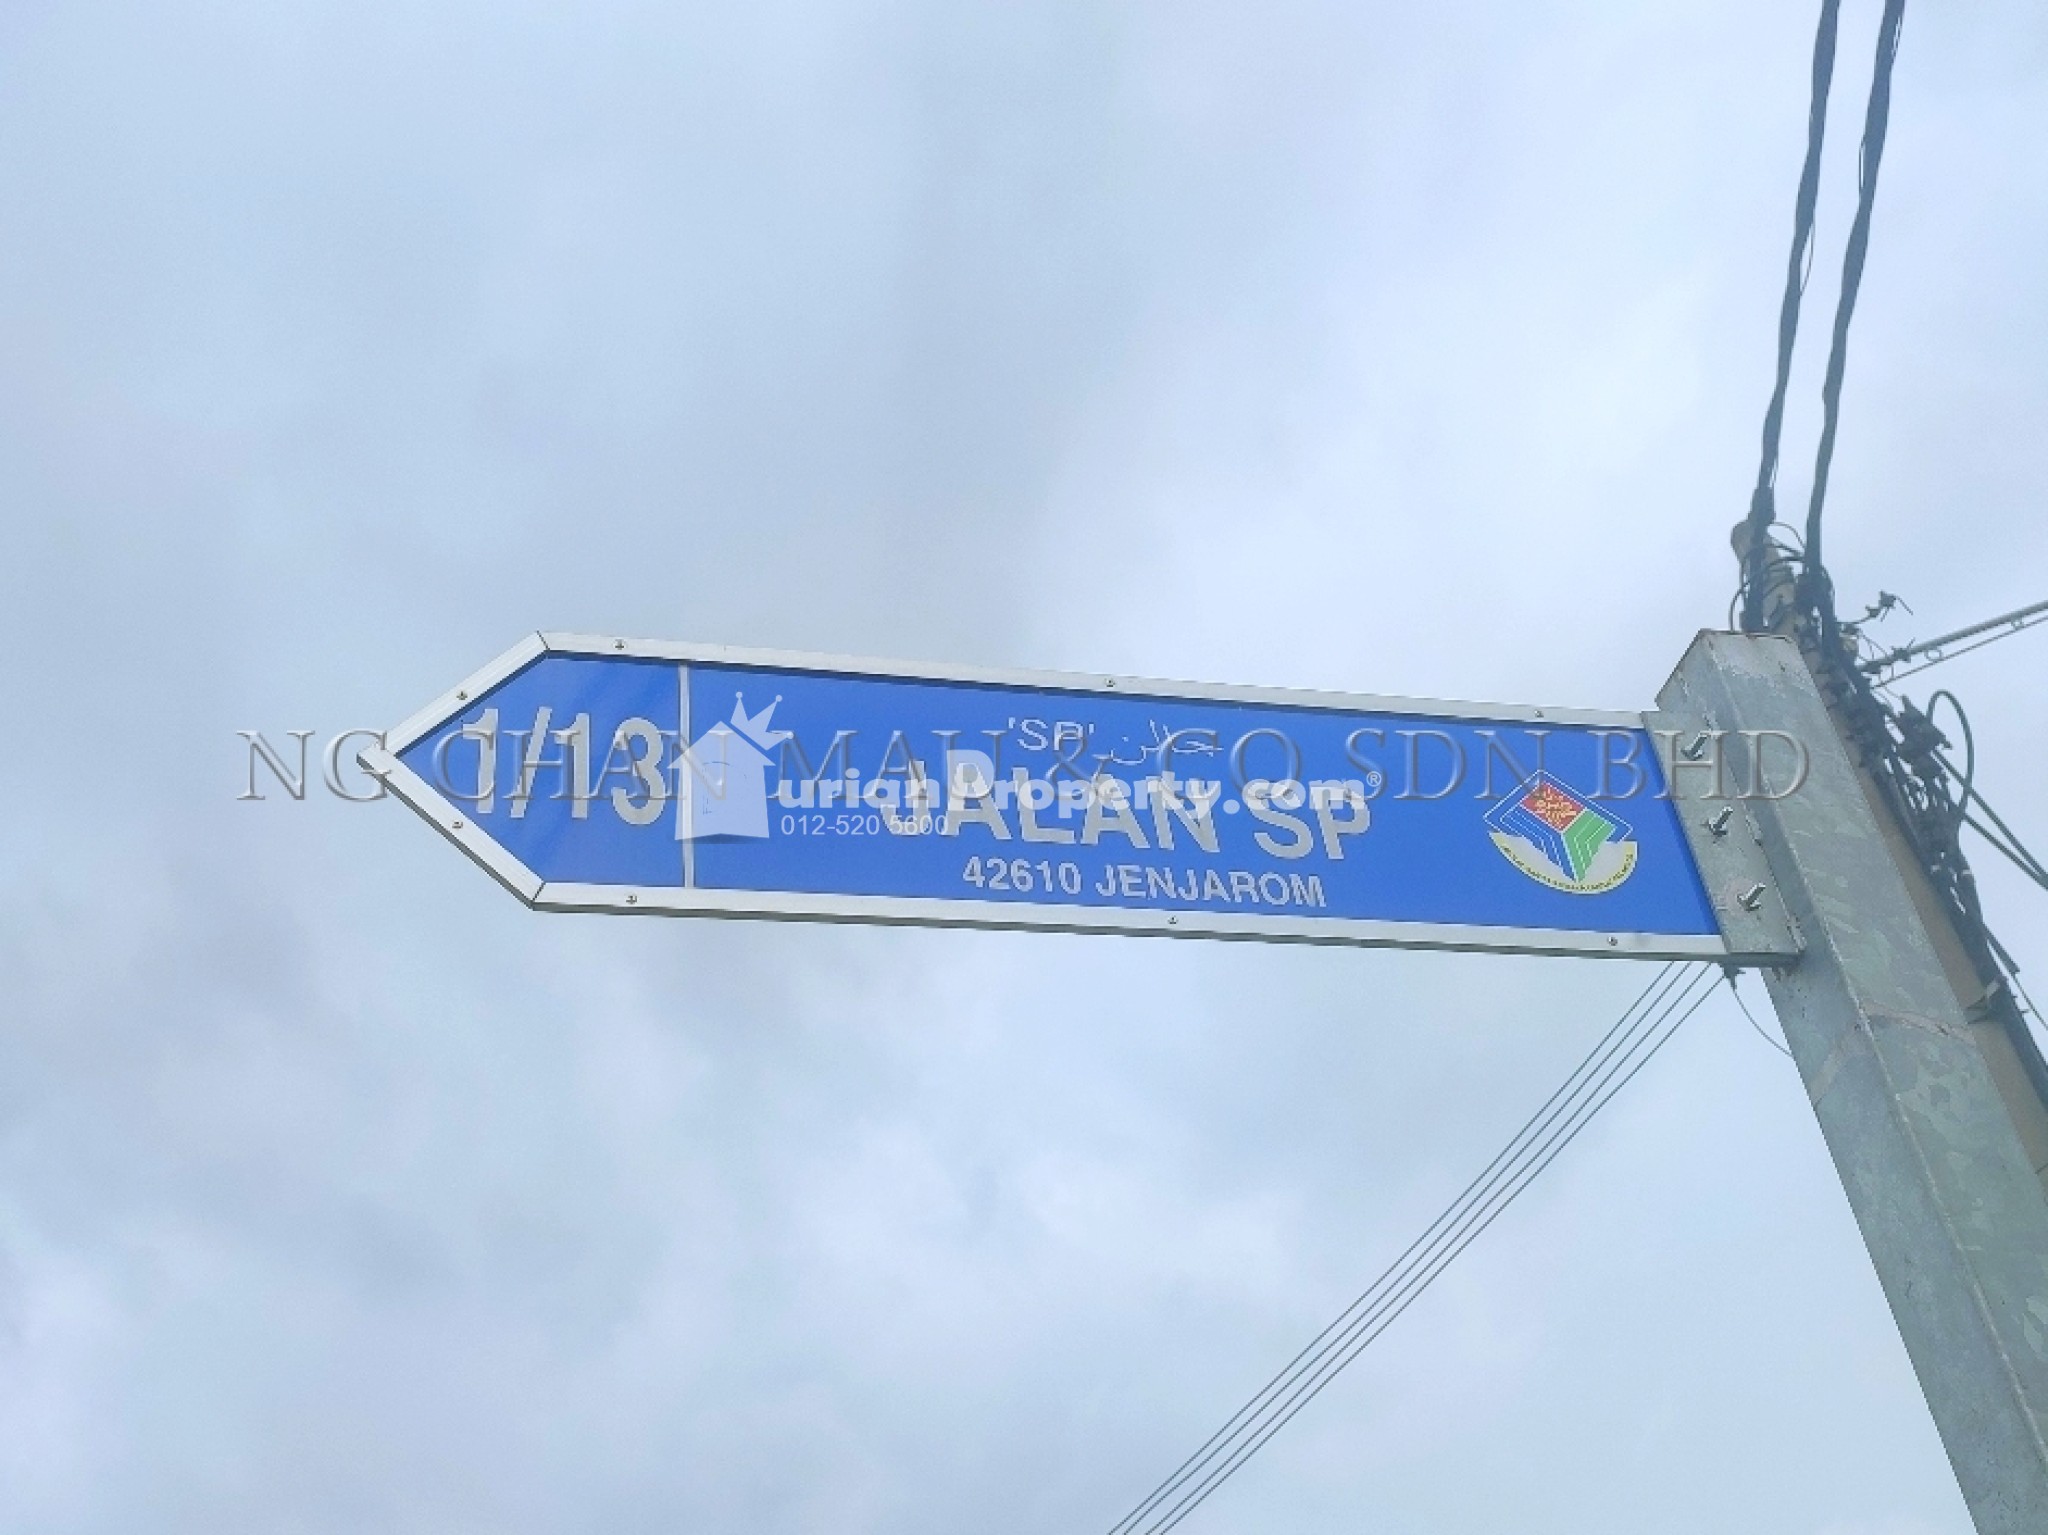 'SP' جالن
1/13 JALAN SP
42610 JENJAROM
NG CHAN MAU & CO SDN BHD
DurianProperty.com®
012-520 5600